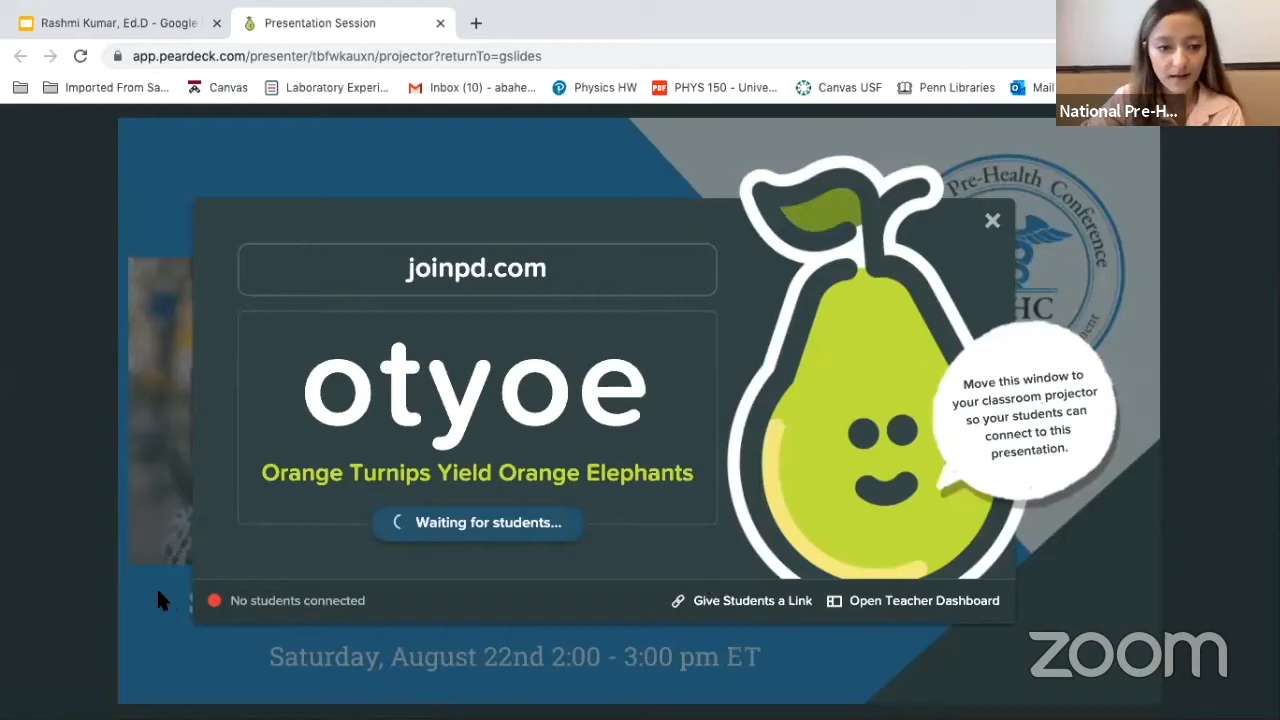 Rashmi Kumar, Ed.D - Google
Presentation Session
app.peardeck.com/presenter/tbfwkauxn/projector?returnTo=gslides
Imported From Sa...
Canvas
Laboratory Experi...
Inbox (10) - abahe...
Physics HW
PDF
PHYS 150 - Unive...
Canvas USF
Penn Libraries
Mail
National Pre-H...
Pre-Health Conference
HC
joinpd.com
otyoe
Orange Turnips Yield Orange Elephants
Waiting for students...
Move this window to
your classroom projector
so your students can
connect to this
presentation.
No students connected
Give Students a Link
Open Teacher Dashboard
Saturday, August 22nd 2:00 - 3:00 pm ET
zoom